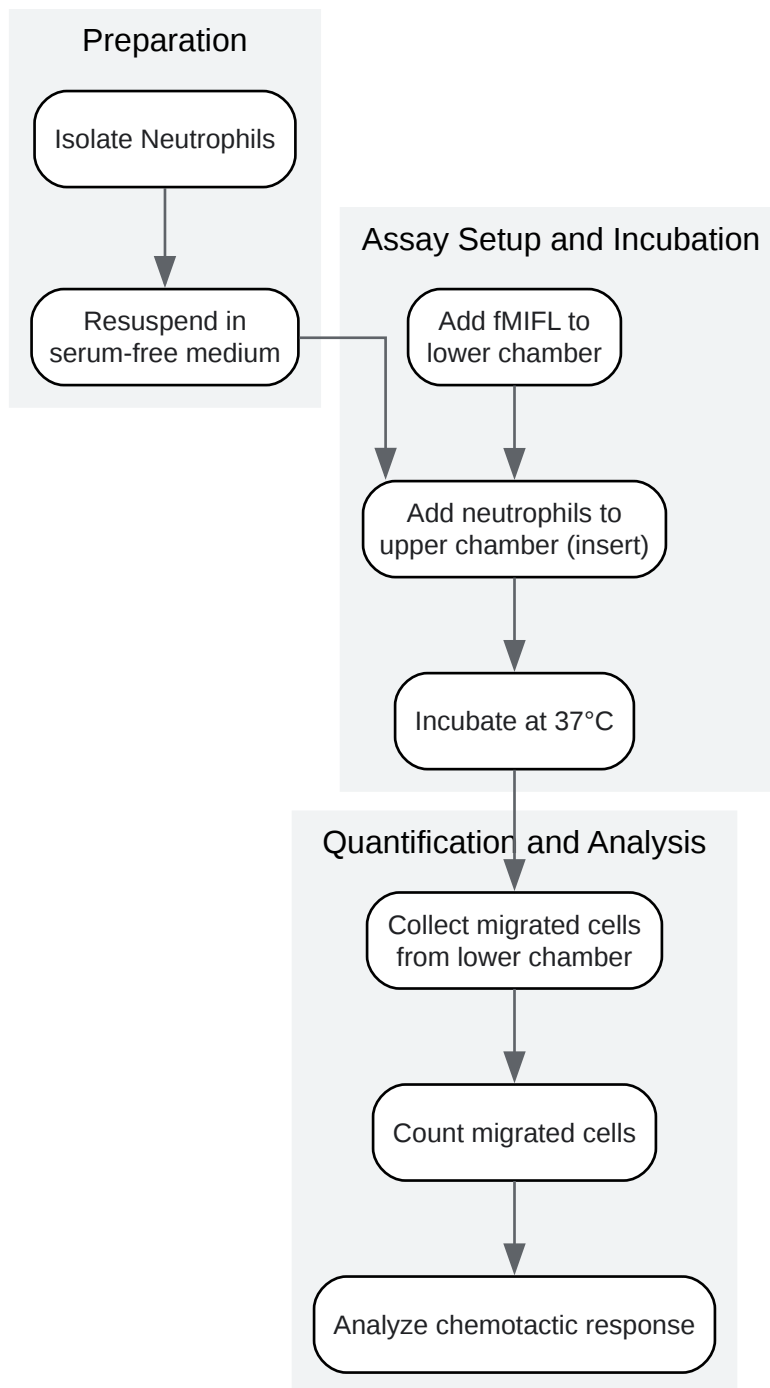 Preparation
Isolate Neutrophils
Resuspend in
serum-free medium
Assay Setup and Incubation
Add fMIFL to
lower chamber
Add neutrophils to
upper chamber (insert)
Incubate at 37°C
Quantification and Analysis
Collect migrated cells
from lower chamber
Count migrated cells
Analyze chemotactic response